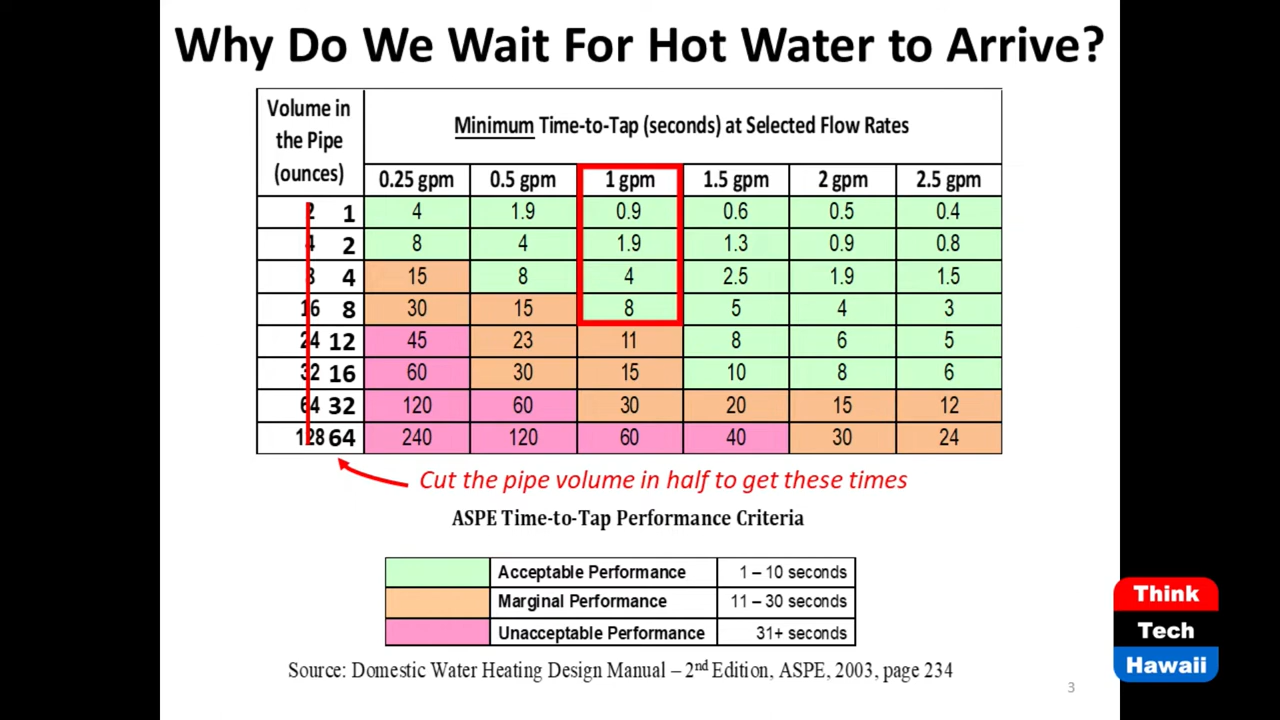 Why Do We Wait For Hot Water to Arrive?
Volume in the Pipe (ounces) Minimum Time-to-Tap (seconds) at Selected Flow Rates
0.25 gpm 0.5 gpm 1 gpm 1.5 gpm 2 gpm 2.5 gpm
2 1 4 1.9 0.9 0.6 0.5 0.4
4 2 8 4 1.9 1.3 0.9 0.8
8 4 15 8 4 2.5 1.9 1.5
16 8 30 15 8 5 4 3
24 12 45 23 11 8 6 5
32 16 60 30 15 10 8 6
64 32 120 60 30 20 15 12
128 64 240 120 60 40 30 24
Cut the pipe volume in half to get these times
ASPE Time-to-Tap Performance Criteria
Acceptable Performance 1 – 10 seconds
Marginal Performance 11 – 30 seconds
Unacceptable Performance 31+ seconds
Source: Domestic Water Heating Design Manual – 2nd Edition, ASPE, 2003, page 234
3
Think
Tech
Hawaii